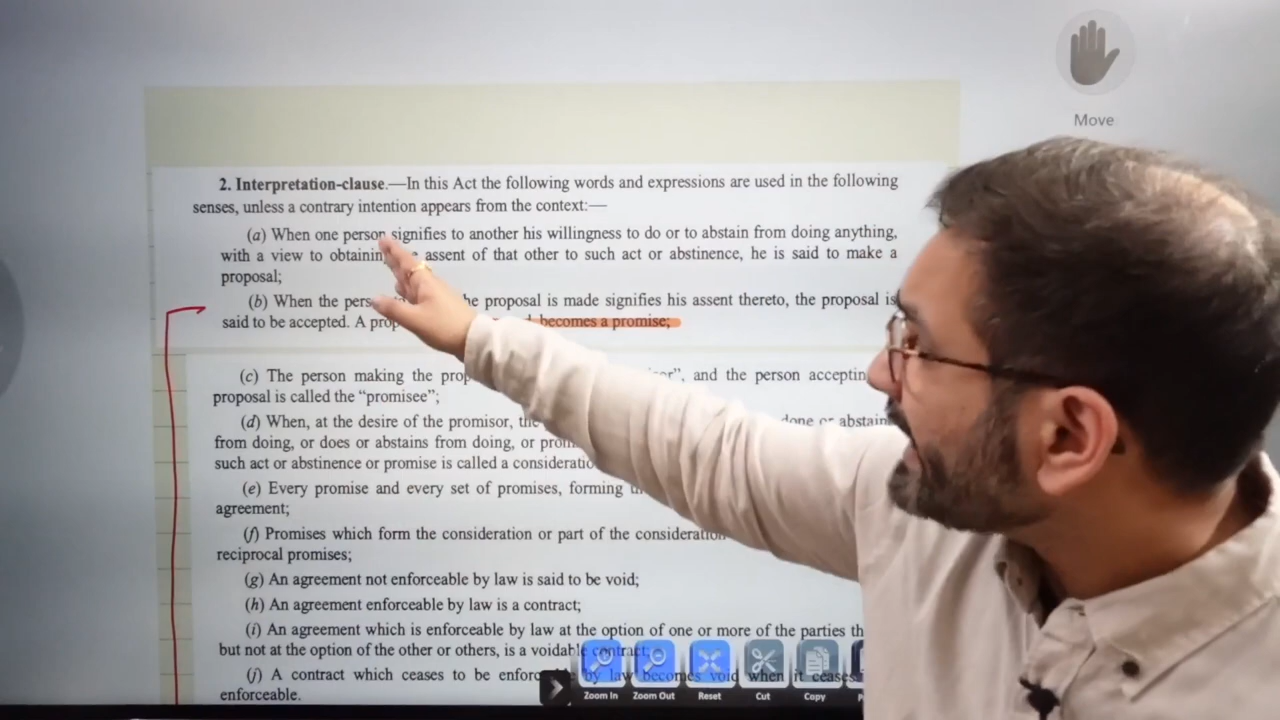 Move
2. Interpretation-clause.—In this Act the following words and expressions are used in the following
senses, unless a contrary intention appears from the context:—
(a) When one person signifies to another his willingness to do or to abstain from doing anything,
with a view to obtaining assent of that other to such act or abstinence, he is said to make a
proposal;
(b) When the proposal is made signifies his assent thereto, the proposal is
said to be accepted. A becomes a promise;
(c) The person making the and the person
proposal is called the “promisee”;
(d) When, at the desire of the promisor, done or
from doing, or does or abstains from doing, or
such act or abstinence or promise is called a
(e) Every promise and every set of promises, forming
agreement;
(f) Promises which form the consideration or part of the consideration
reciprocal promises;
(g) An agreement not enforceable by law is said to be void;
(h) An agreement enforceable by law is a contract;
(i) An agreement which is enforceable by law at the option of one or more of the parties
but not at the option of the other or others, is a voidable contract;
(j) A contract which ceases to be by law becomes void when it ceases
enforceable.
Zoom In Zoom Out Reset Cut Copy